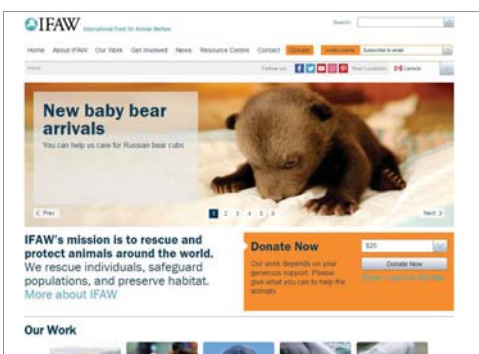 IFAW International Fund for Animal Welfare
Search:
Home About IFAW Our Work Get Involved News Resource Centre Contact Donate Subscribe to email
Home Follow us: Your Location: Canada
New baby bear
arrivals
You can help us care for Russian bear cubs
< Prev 1 2 3 4 5 6 Next >
IFAW's mission is to rescue and
protect animals around the world.
We rescue individuals, safeguard
populations, and preserve habitat.
More about IFAW
Donate Now
Our work depends on your
generous support. Please
give what you can to help the
animals.
$25
Donate Now
Our Work